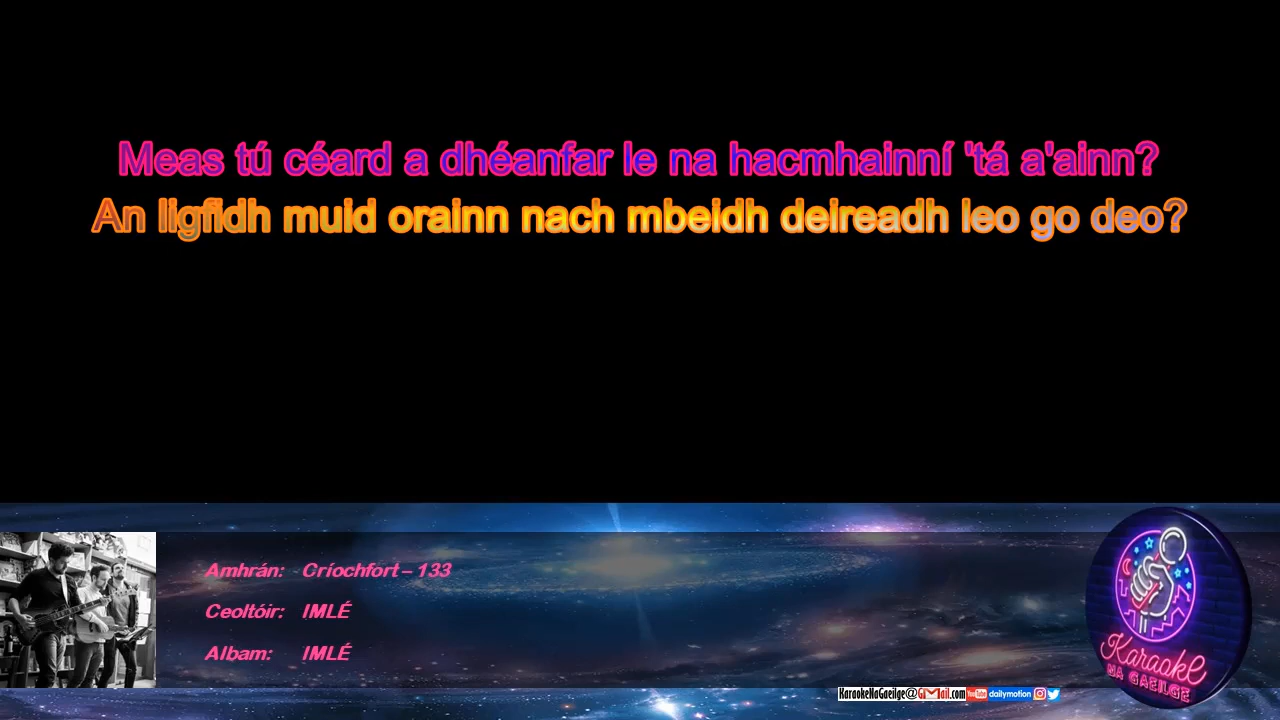 Meas tú céard a dhéanfar le na hacmhainní 'tá a'ainn?
An ligfidh muid orainn nach mbeidh deireadh leo go deo?
Amhrán: Críochfort – 133
Ceoltóir: IMLÉ
Albam: IMLÉ
Karaoke
NA GAEILGE
KaraokeNaGaeilge@GMail.com YouTube dailymotion